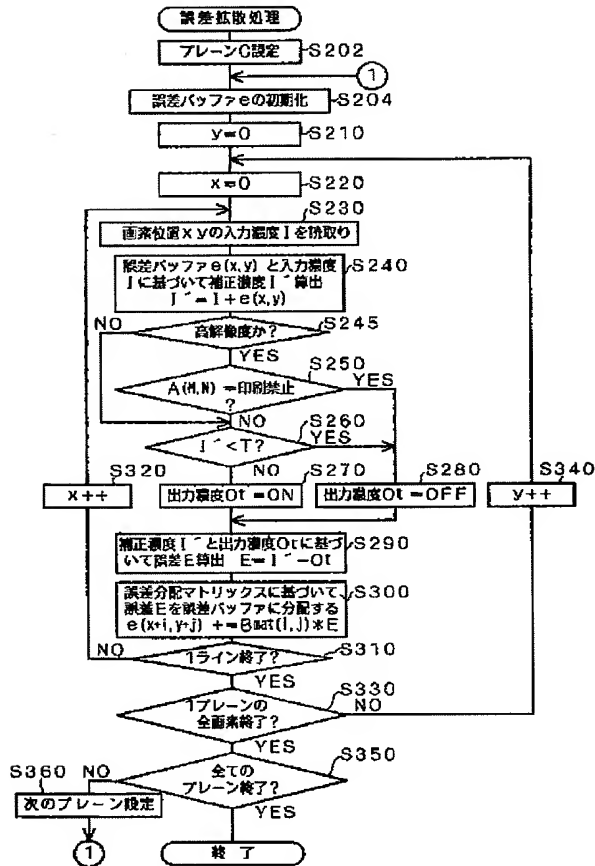 誤差拡散処理
プレーンC設定
S202
1
誤差バッファeの初期化
S204
y=0
S210
x=0
S220
S230
画素位置xyの入力濃度Iを読取り
誤差バッファe(x,y)と入力濃度
Iに基づいて補正濃度I´算出
I´=I+e(x,y)
S240
NO
高解像度か?
S245
YES
A(M,N)=印刷禁止
?
S250
YES
NO
I´<T?
S260
YES
NO
S320
x++
S270
出力濃度Ot=ON
S280
出力濃度Ot=OFF
S340
y++
補正濃度I´と出力濃度Otに基づ
いて誤差E算出 E=I´-Ot
S290
誤差分配マトリックスに基づいて
誤差Eを誤差バッファに分配する
e(x+i,y+j) +=Bmat(i,j)*E
S300
NO
1ライン終了?
S310
YES
1プレーンの
全画素終了?
S330
NO
YES
全ての
プレーン終了?
S350
S360
NO
次のプレーン設定
YES
1
終了